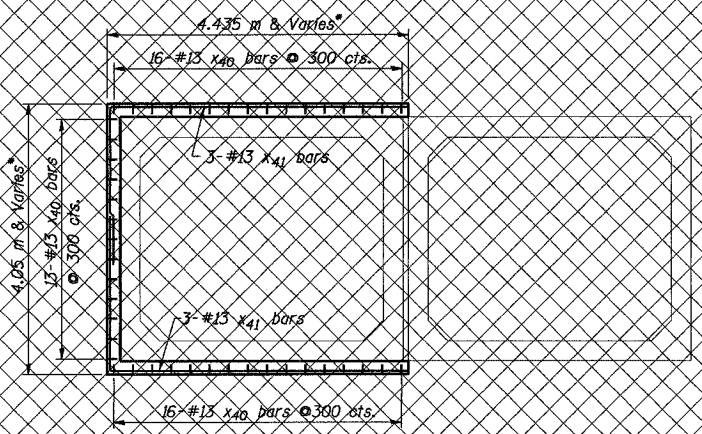 4.435 m & Varies*
16-#13 x40 bars @ 300 cts.
3-#13 x41 bars
4.05 m & Varies*
13-#13 x40 bars
@ 300 cts.
3-#13 x41 bars
16-#13 x40 bars @300 cts.